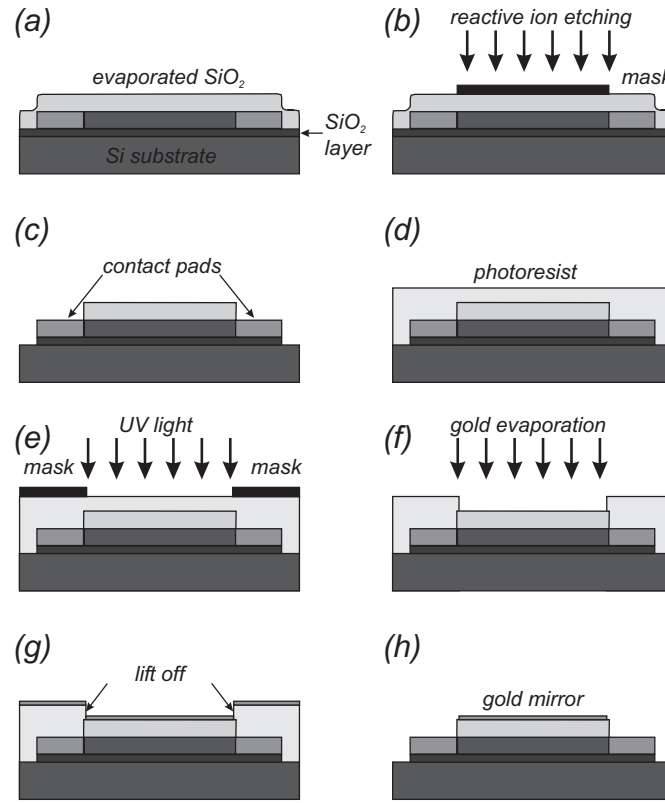 (a)
evaporated SiO2
SiO2
layer
Si substrate
(b)
reactive ion etching
mask
(c)
contact pads
(d)
photoresist
(e)
UV light
mask
mask
(f)
gold evaporation
(g)
lift off
(h)
gold mirror